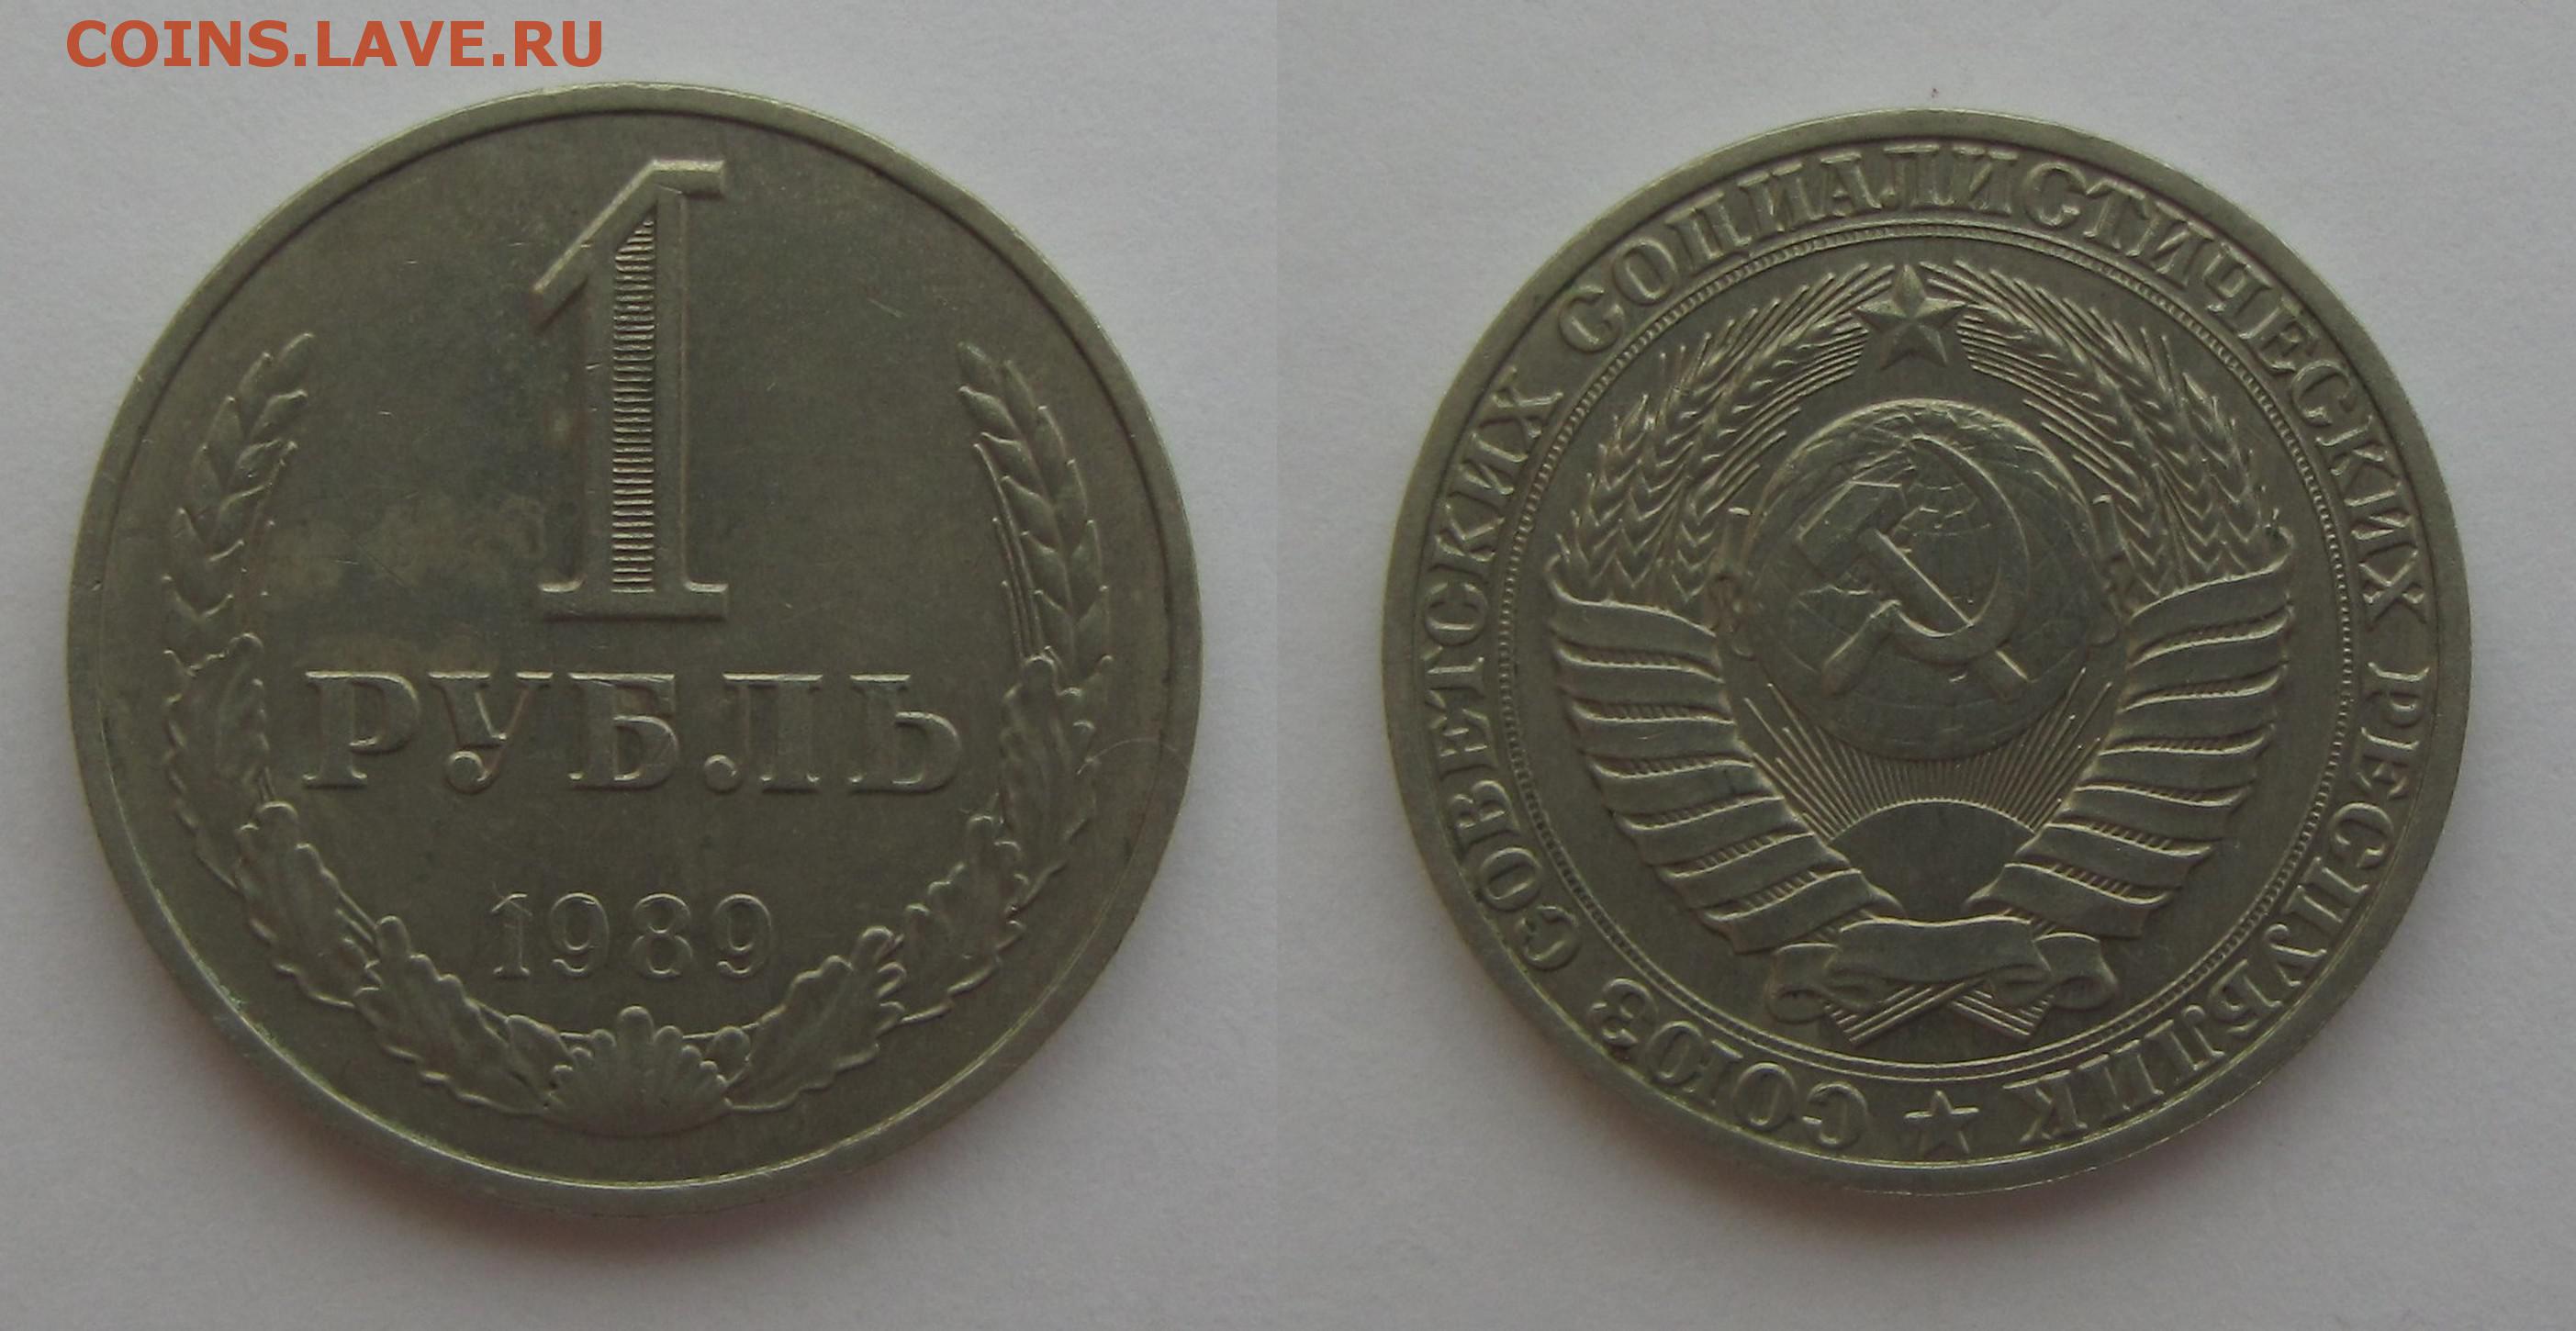 COINS.LAVE.RU
1
РУБЛЬ
1989
СОЮЗ СОВЕТСКИХ СОЦИАЛИСТИЧЕСКИХ РЕСПУБЛИК